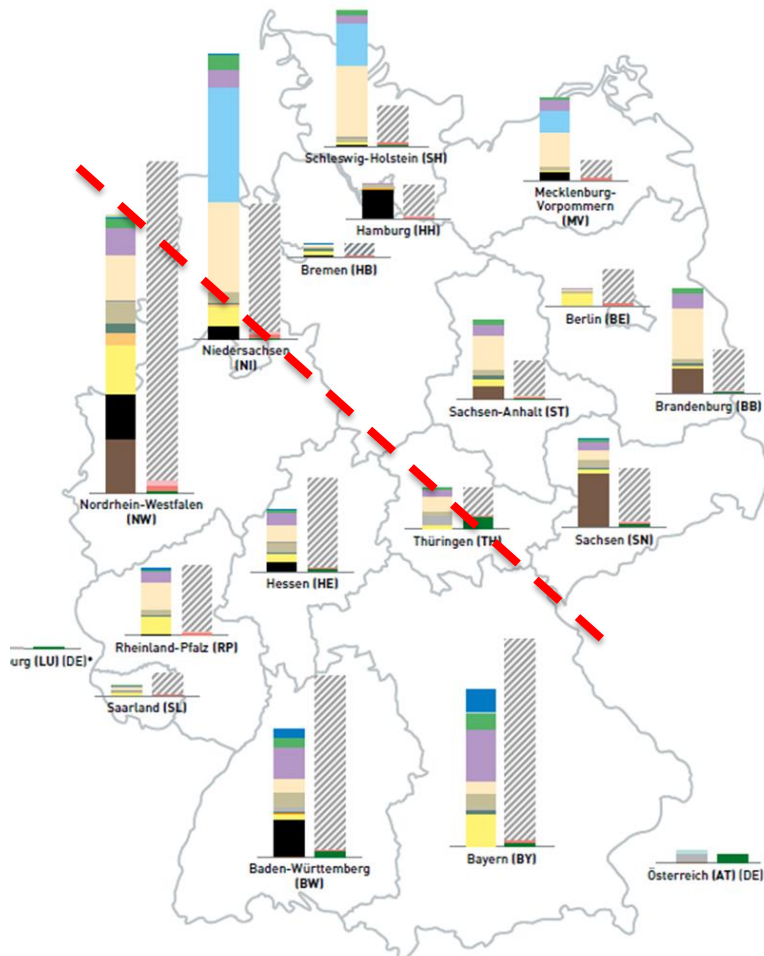 Schleswig-Holstein (SH)
Mecklenburg-
Vorpommern
(MV)
Hamburg (HH)
Bremen (HB)
Berlin (BE)
Niedersachsen
(NI)
Sachsen-Anhalt (ST)
Brandenburg (BB)
Nordrhein-Westfalen
(NW)
Thüringen (TH)
Sachsen (SN)
Hessen (HE)
Rheinland-Pfalz (RP)
urg (LU) (DE)*
Saarland (SL)
Bayern (BY)
Baden-Württemberg
(BW)
Österreich (AT) (DE)